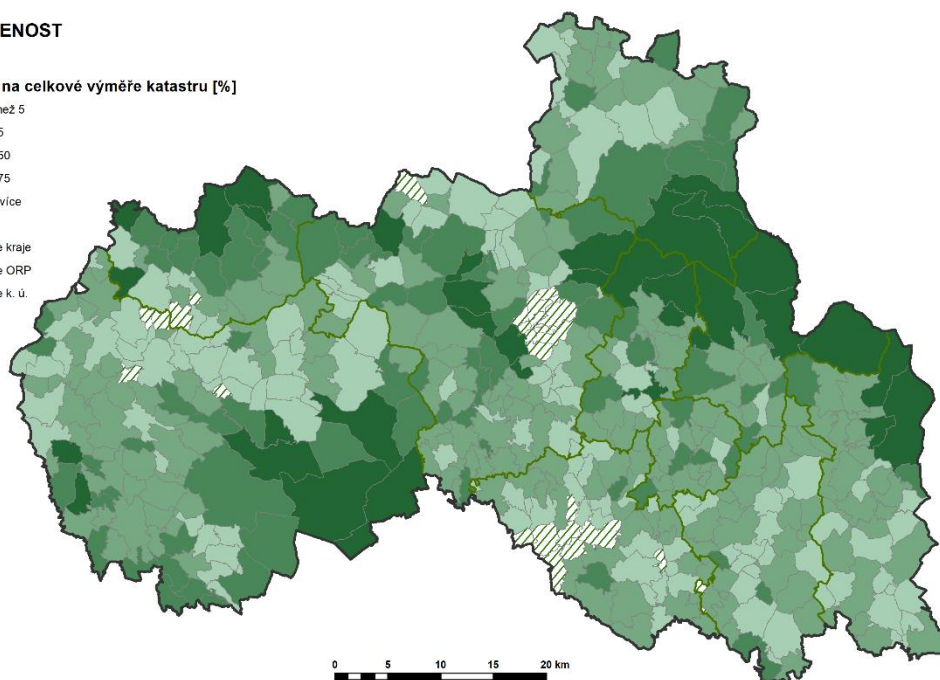 ENOST
na celkové výměře katastru [%]
než 5
5
50
75
více
e kraje
e ORP
e k. ú.
0 5 10 15 20 km